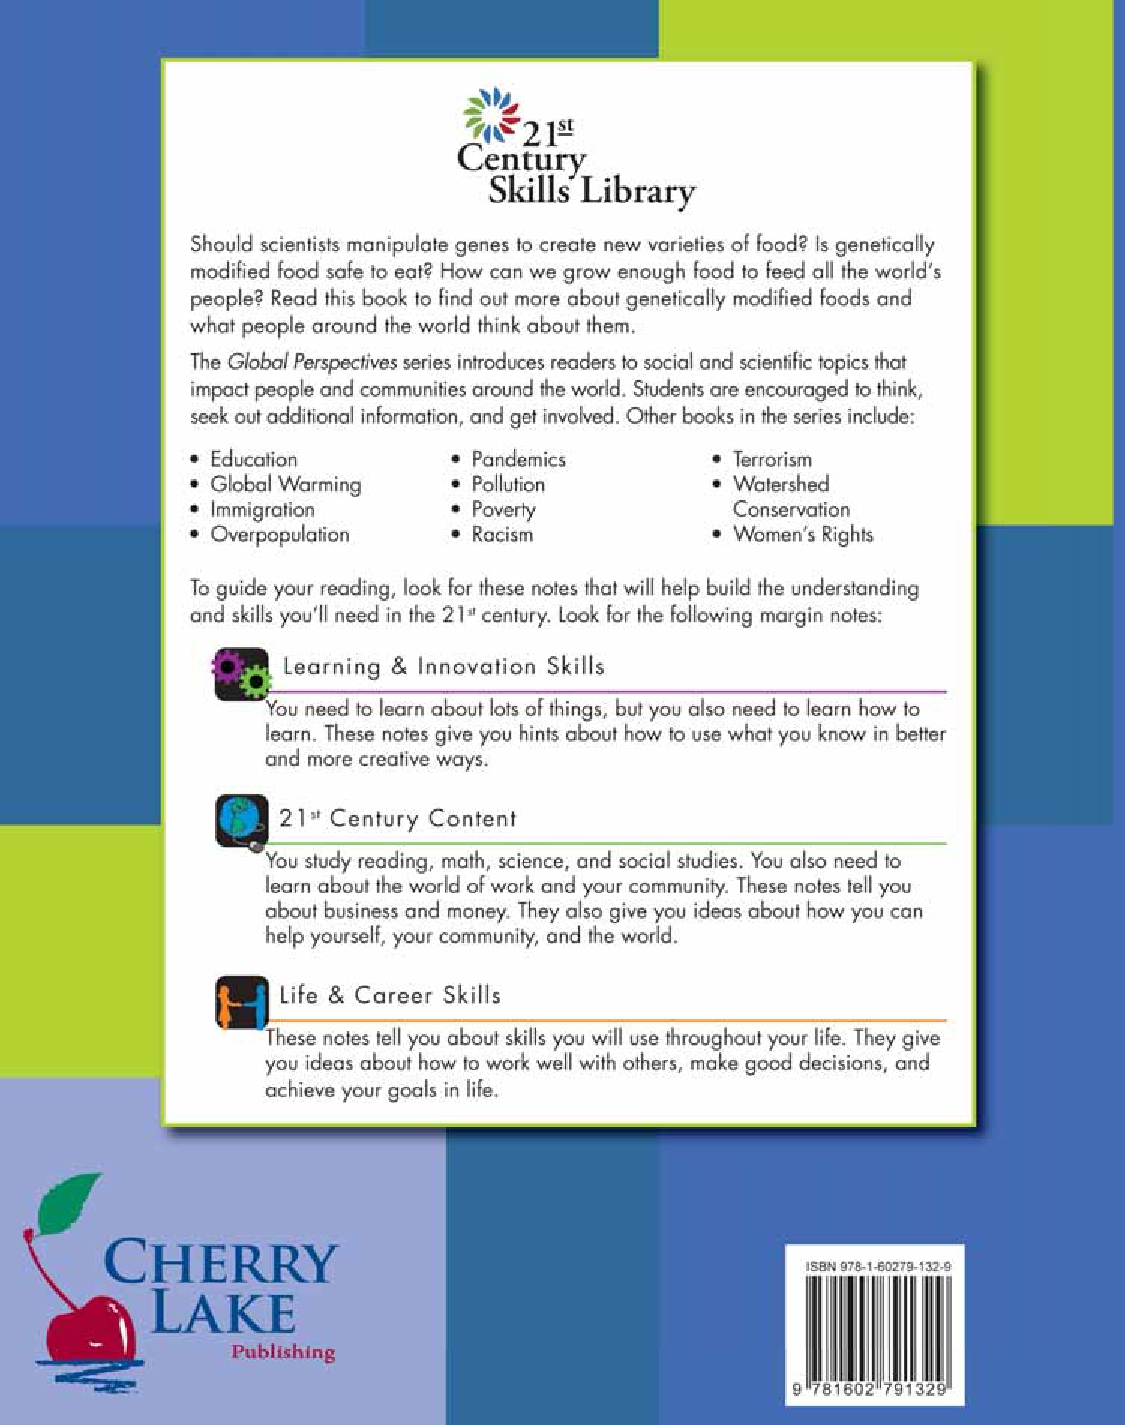 21st
Century
Skills Library
Should scientists manipulate genes to create new varieties of food? Is genetically
modified food safe to eat? How can we grow enough food to feed all the world's
people? Read this book to find out more about genetically modified foods and
what people around the world think about them.
The Global Perspectives series introduces readers to social and scientific topics that
impact people and communities around the world. Students are encouraged to think,
seek out additional information, and get involved. Other books in the series include:
• Education
• Global Warming
• Immigration
• Overpopulation
• Pandemics
• Pollution
• Poverty
• Racism
• Terrorism
• Watershed
Conservation
• Women's Rights
To guide your reading, look for these notes that will help build the understanding
and skills you'll need in the 21st century. Look for the following margin notes:
Learning & Innovation Skills
You need to learn about lots of things, but you also need to learn how to
learn. These notes give you hints about how to use what you know in better
and more creative ways.
21st Century Content
You study reading, math, science, and social studies. You also need to
learn about the world of work and your community. These notes tell you
about business and money. They also give you ideas about how you can
help yourself, your community, and the world.
Life & Career Skills
These notes tell you about skills you will use throughout your life. They give
you ideas about how to work well with others, make good decisions, and
achieve your goals in life.
CHERRY
LAKE
Publishing
ISBN 978-1-60279-132-9
9 781602 791329